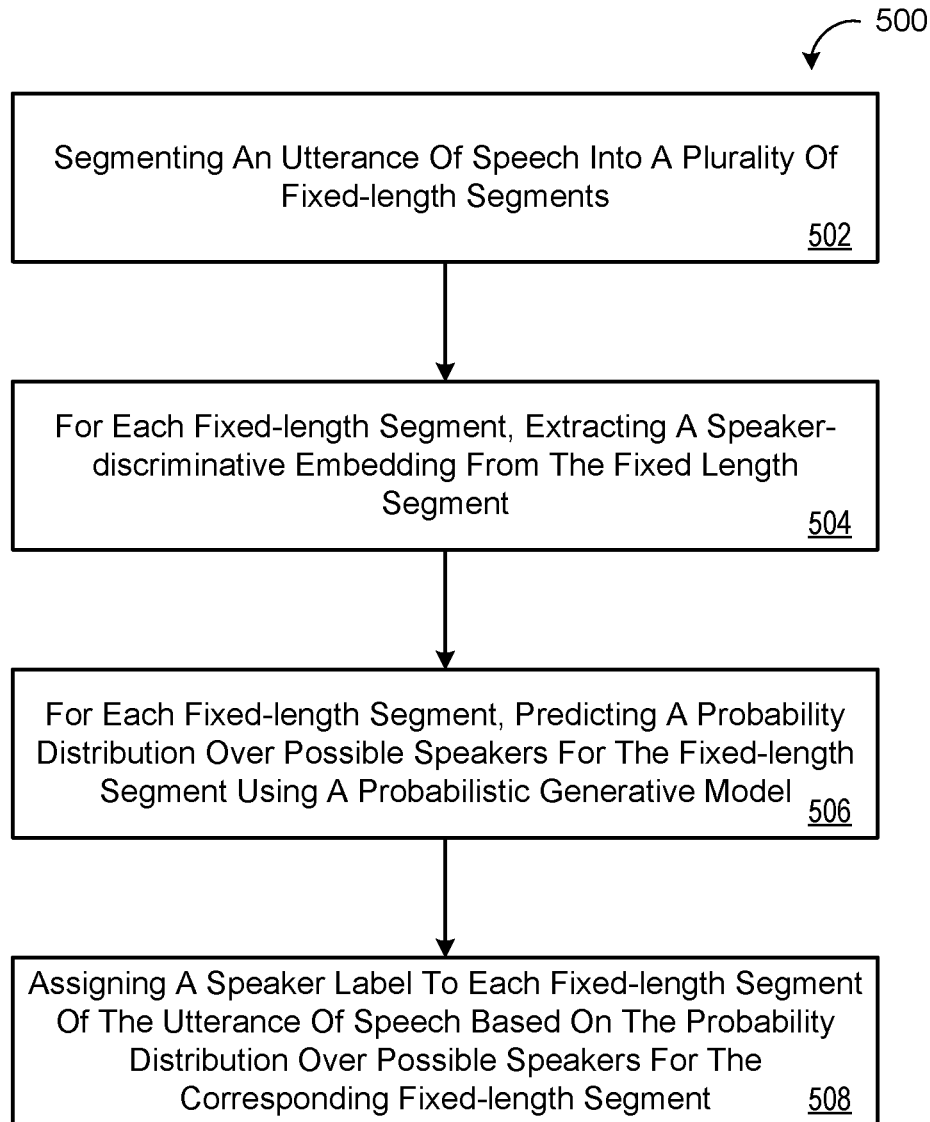 500
Segmenting An Utterance Of Speech Into A Plurality Of
Fixed-length Segments
502
For Each Fixed-length Segment, Extracting A Speaker-
discriminative Embedding From The Fixed Length
Segment
504
For Each Fixed-length Segment, Predicting A Probability
Distribution Over Possible Speakers For The Fixed-length
Segment Using A Probabilistic Generative Model
506
Assigning A Speaker Label To Each Fixed-length Segment
Of The Utterance Of Speech Based On The Probability
Distribution Over Possible Speakers For The
Corresponding Fixed-length Segment
508